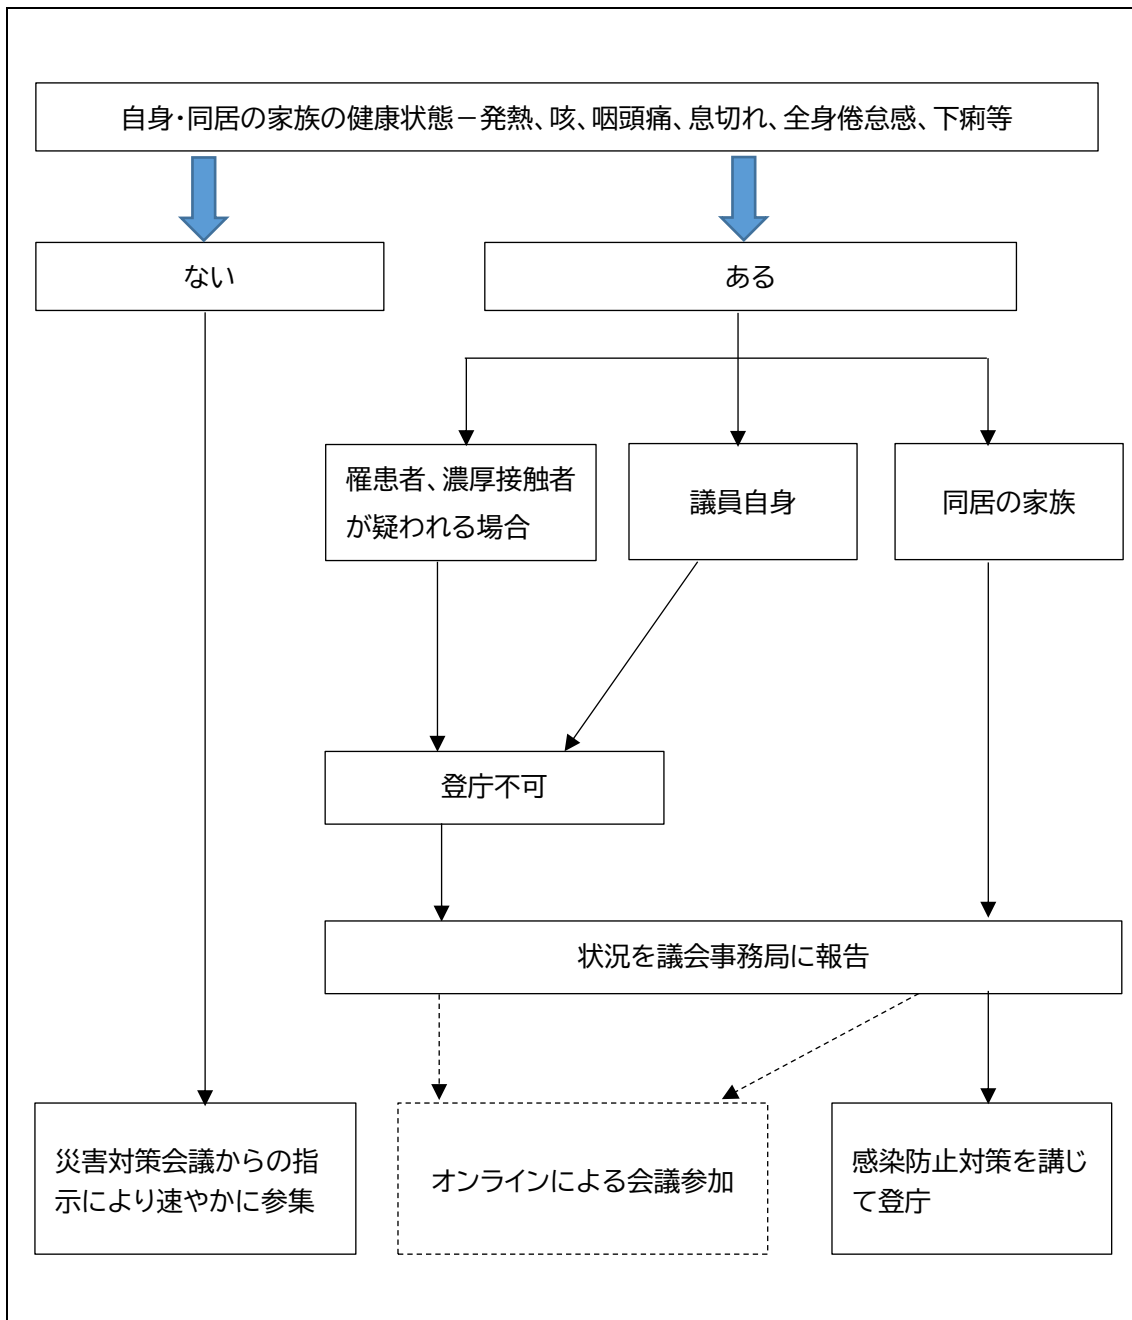 自身・同居の家族の健康状態－発熱、咳、咽頭痛、息切れ、全身倦怠感、下痢等
ない
ある
罹患者、濃厚接触者
が疑われる場合
議員自身
同居の家族
登庁不可
状況を議会事務局に報告
災害対策会議からの指
示により速やかに参集
オンラインによる会議参加
感染防止対策を講じ
て登庁